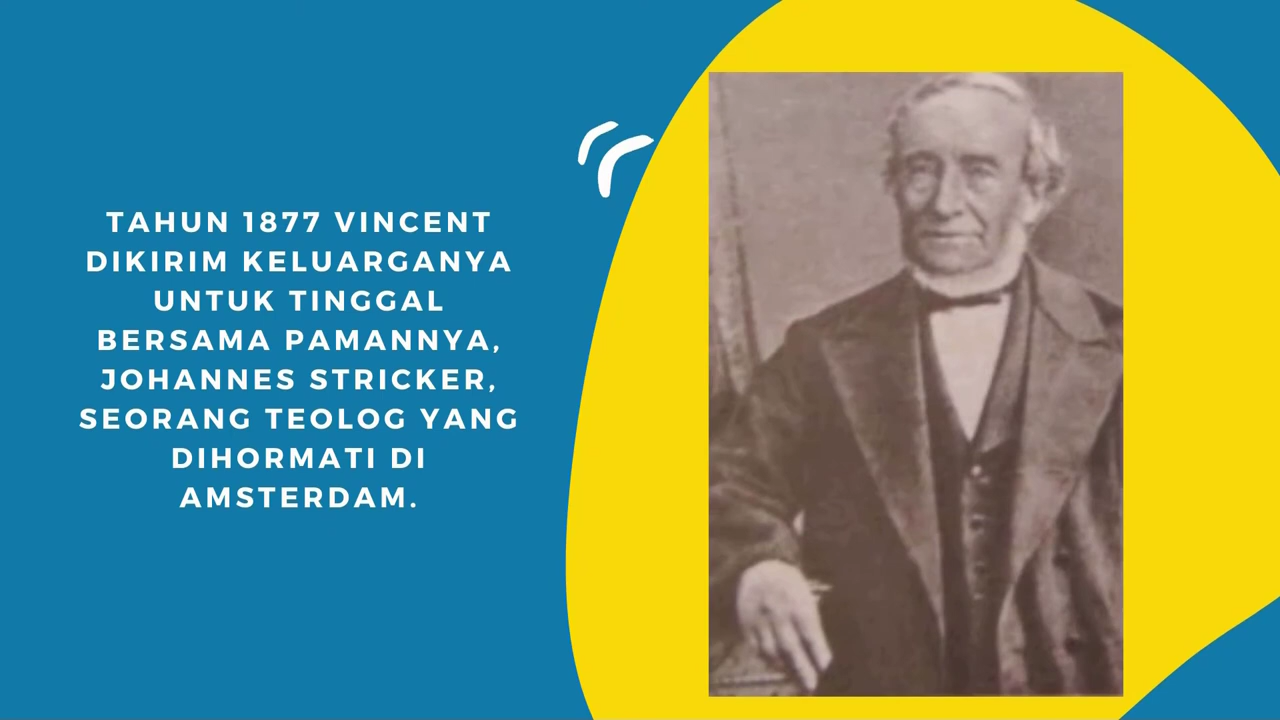 TAHUN 1877 VINCENT
DIKIRIM KELUARGANYA
UNTUK TINGGAL
BERSAMA PAMANNYA,
JOHANNES STRICKER,
SEORANG TEOLOG YANG
DIHORMATI DI
AMSTERDAM.